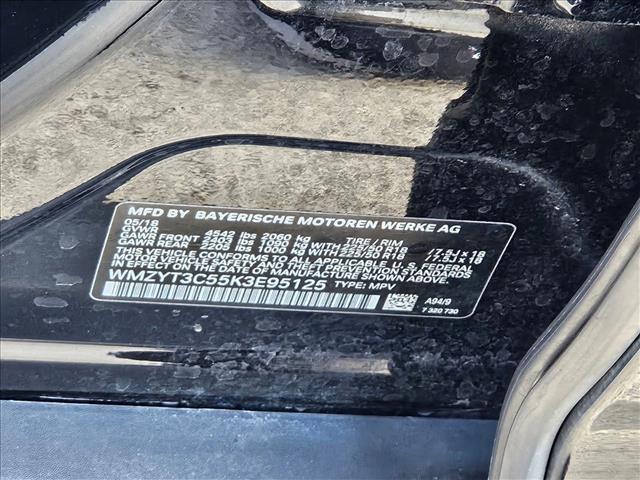 MFD BY BAYERISCHE MOTOREN WERKE AG
05/18
GVWR 4542 lbs 2060 kg TIRE/RIM
GAWR FRONT 2403 lbs 1090 kg WITH 225/50 R18 /7.5J x 18
GAWR REAR 2205 lbs 1000 kg WITH 225/50 R18 /7.5J x 18
THIS VEHICLE CONFORMS TO ALL APPLICABLE U.S. FEDERAL
MOTOR VEHICLE SAFETY AND THEFT PREVENTION STANDARDS
IN EFFECT ON THE DATE OF MANUFACTURE SHOWN ABOVE.
WMZYT3C55K3E95125 TYPE: MPV
A94/9
7 320 730